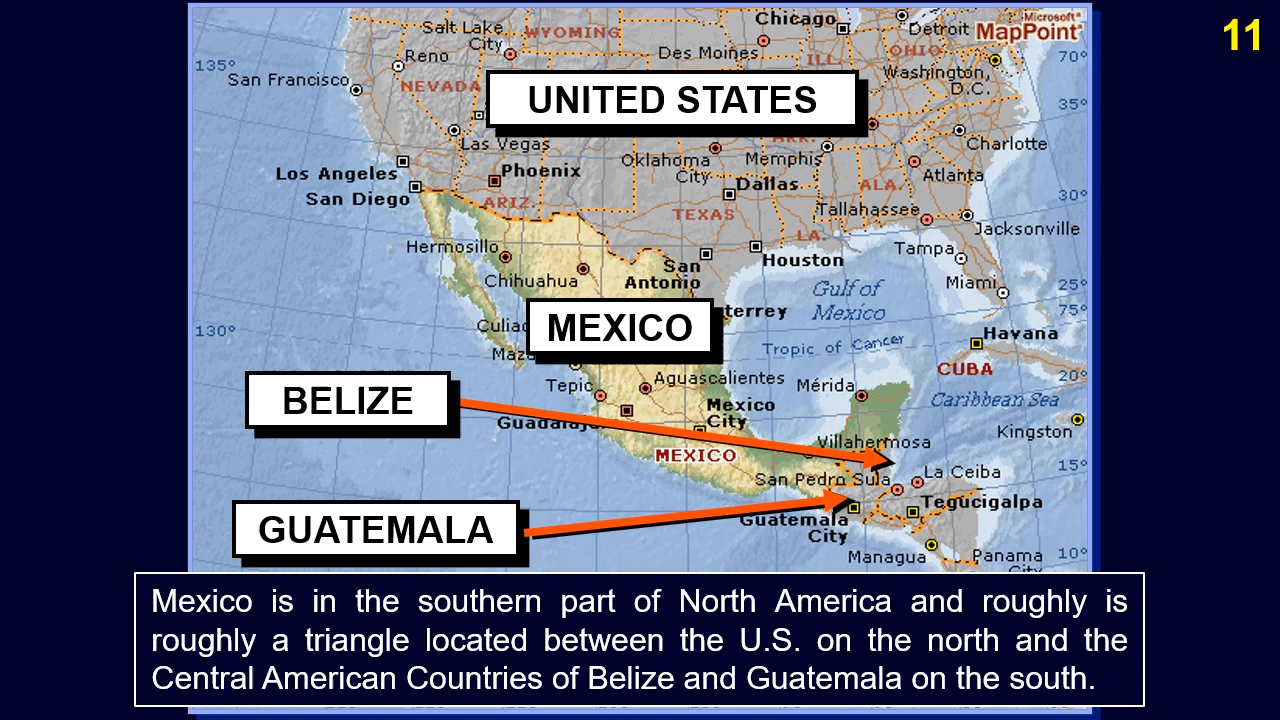 11
Microsoft®
MapPoint®
Chicago
Detroit
Salt Lake
City
WYOMING
Des Moines
OHIO
Reno
ILL.
135°
70°
San Francisco
NEVADA
Washington,
D.C.
UNITED STATES
35°
Las Vegas
ARK.
Charlotte
Los Angeles
Phoenix
Oklahoma
City
Memphis
Atlanta
San Diego
Dallas
ALA.
30°
ARIZ.
TEXAS
Tallahassee
Jacksonville
LA.
Hermosillo
Tampa
Houston
San
Antonio
Chihuahua
Miami
25°
Gulf of
Mexico
75°
terrey
MEXICO
130°
Culiac
Havana
Tropic of Cancer
Maza
CUBA
20°
Tepic
Aguascalientes
Mérida
BELIZE
Caribbean Sea
Mexico
City
Guadalaja
Kingston
Villahermosa
MEXICO
15°
La Ceiba
San Pedro Sula
Tegucigalpa
GUATEMALA
Guatemala
City
Managua
Panama
City
10°
Mexico is in the southern part of North America and roughly is
roughly a triangle located between the U.S. on the north and the
Central American Countries of Belize and Guatemala on the south.